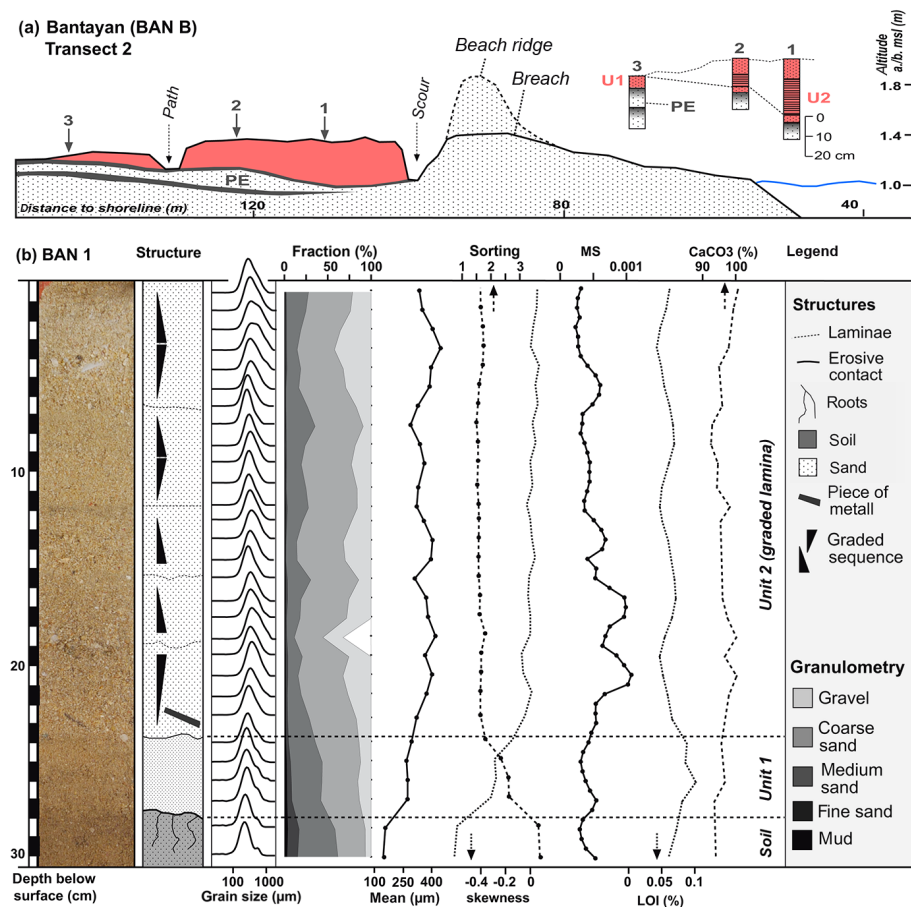 (a) Bantayan (BAN B)
Transect 2
Beach ridge
Breach
Scour
Path
3
2
1
3
2
1
U1
PE
U2
0
10
20 cm
Altitude
a./b. msl (m)
1.8
1.4
1.0
PE
Distance to shoreline (m)
120
80
40
(b) BAN 1
Structure
Fraction (%)
0 50 100
Sorting
1 2 3
MS
0 0.001
CaCO3 (%)
90 100
Legend
Structures
Laminae
Erosive
contact
Roots
Soil
Sand
Piece of
metall
Graded
sequence
Granulometry
Gravel
Coarse
sand
Medium
sand
Fine sand
Mud
Unit 2 (graded lamina)
Unit 1
Soil
10
20
30
Depth below
surface (cm)
100 1000
Grain size (µm)
100 250 400
Mean (µm)
-0.4 -0.2 0
skewness
0 0.05 0.1
LOI (%)